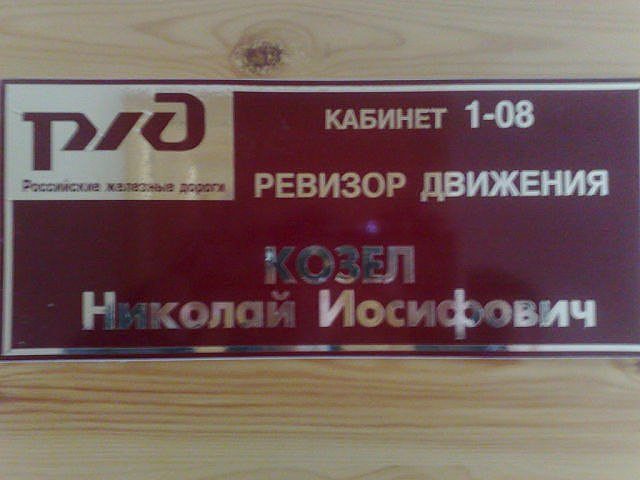 РЖД
Российские железные дороги
КАБИНЕТ 1-08
РЕВИЗОР ДВИЖЕНИЯ
КОЗЕЛ
Николай Иосифович